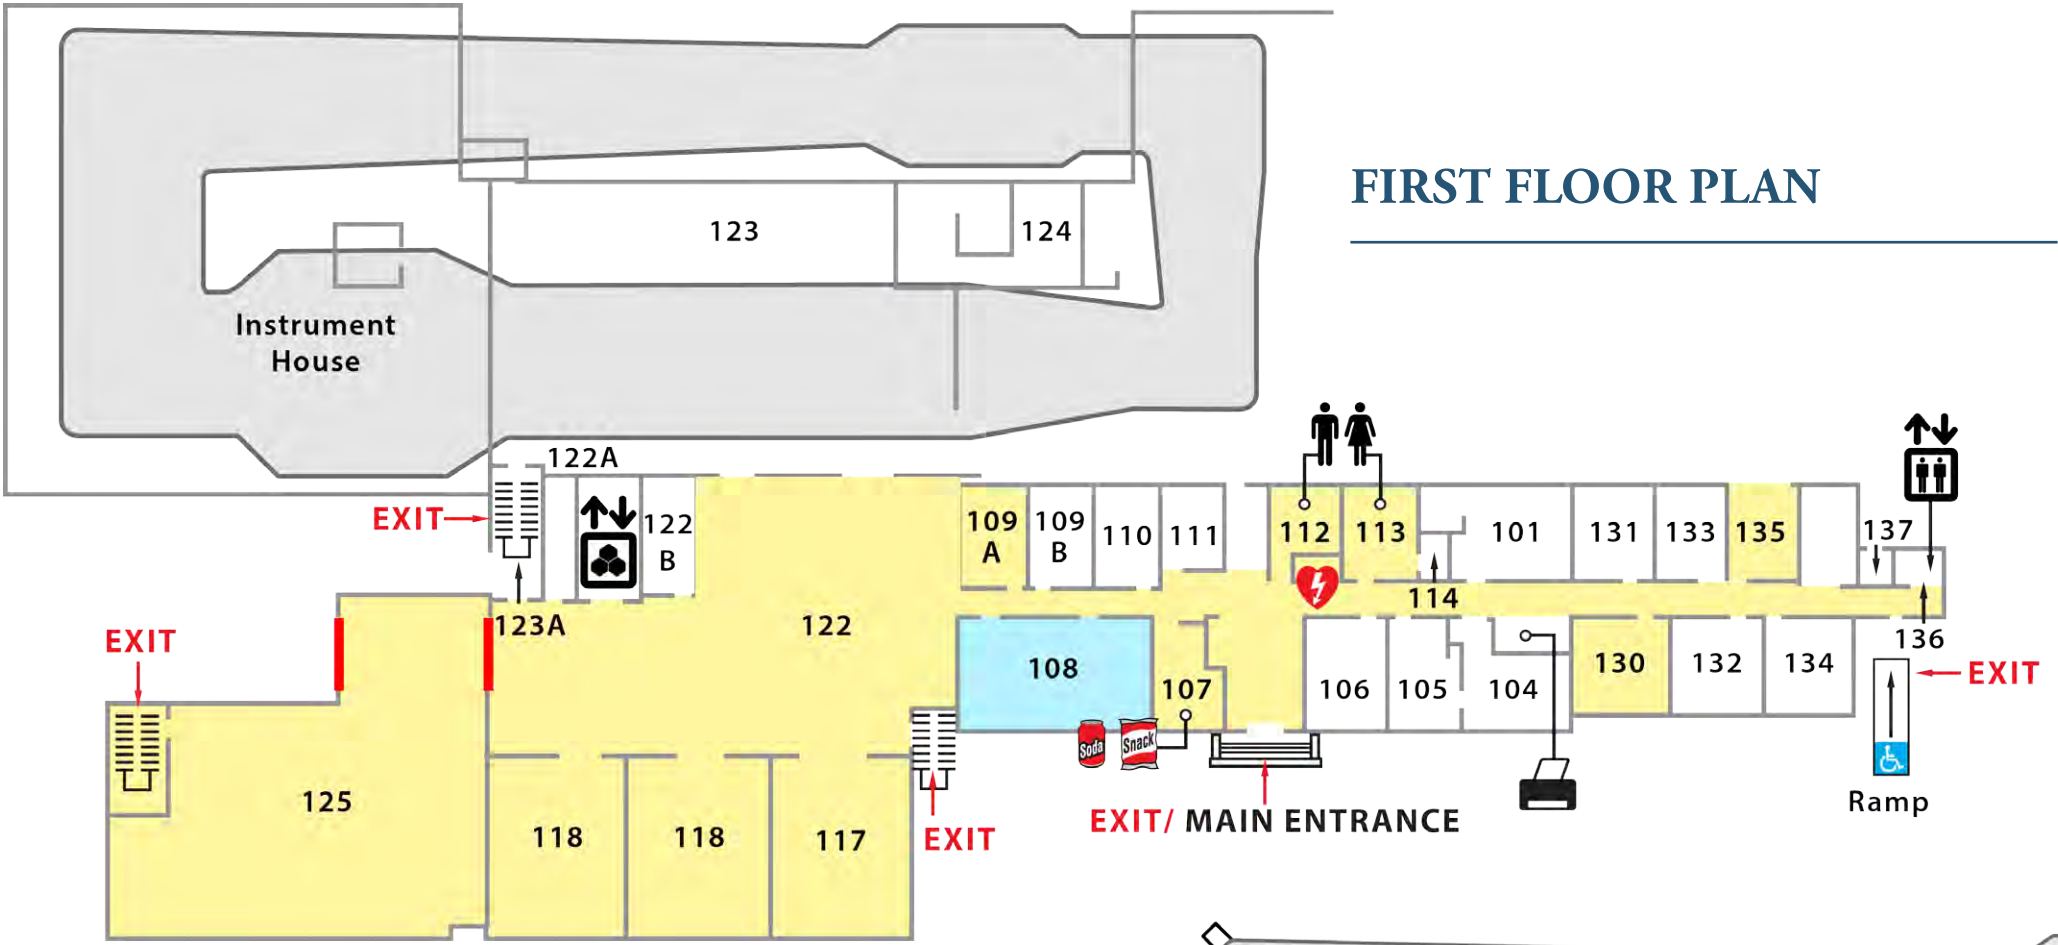 FIRST FLOOR PLAN
123
124
Instrument
House
122A
EXIT
122
B
109
A
109
B
110
111
112
113
101
131
133
135
137
114
123A
122
EXIT
108
107
106
105
104
130
132
134
136
EXIT
Soda
Snack
125
118
118
117
EXIT
EXIT/ MAIN ENTRANCE
Ramp